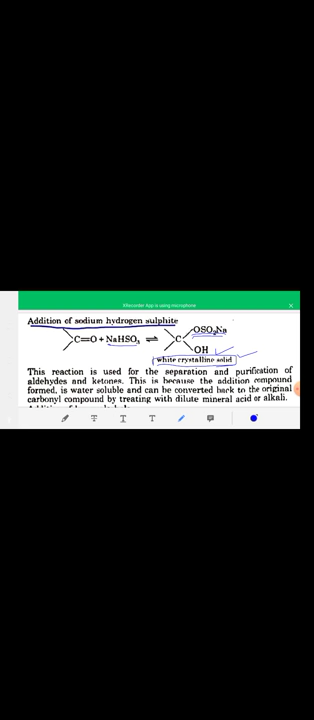 XRecorder App is using microphone
Addition of sodium hydrogen sulphite
C=O + NaHSO₃ ⇌ C OSO₂Na
OH
white crystalline solid
This reaction is used for the separation and purification of
aldehydes and ketones. This is because the addition compound
formed, is water soluble and can be converted back to the original
carbonyl compound by treating with dilute mineral acid or alkali.